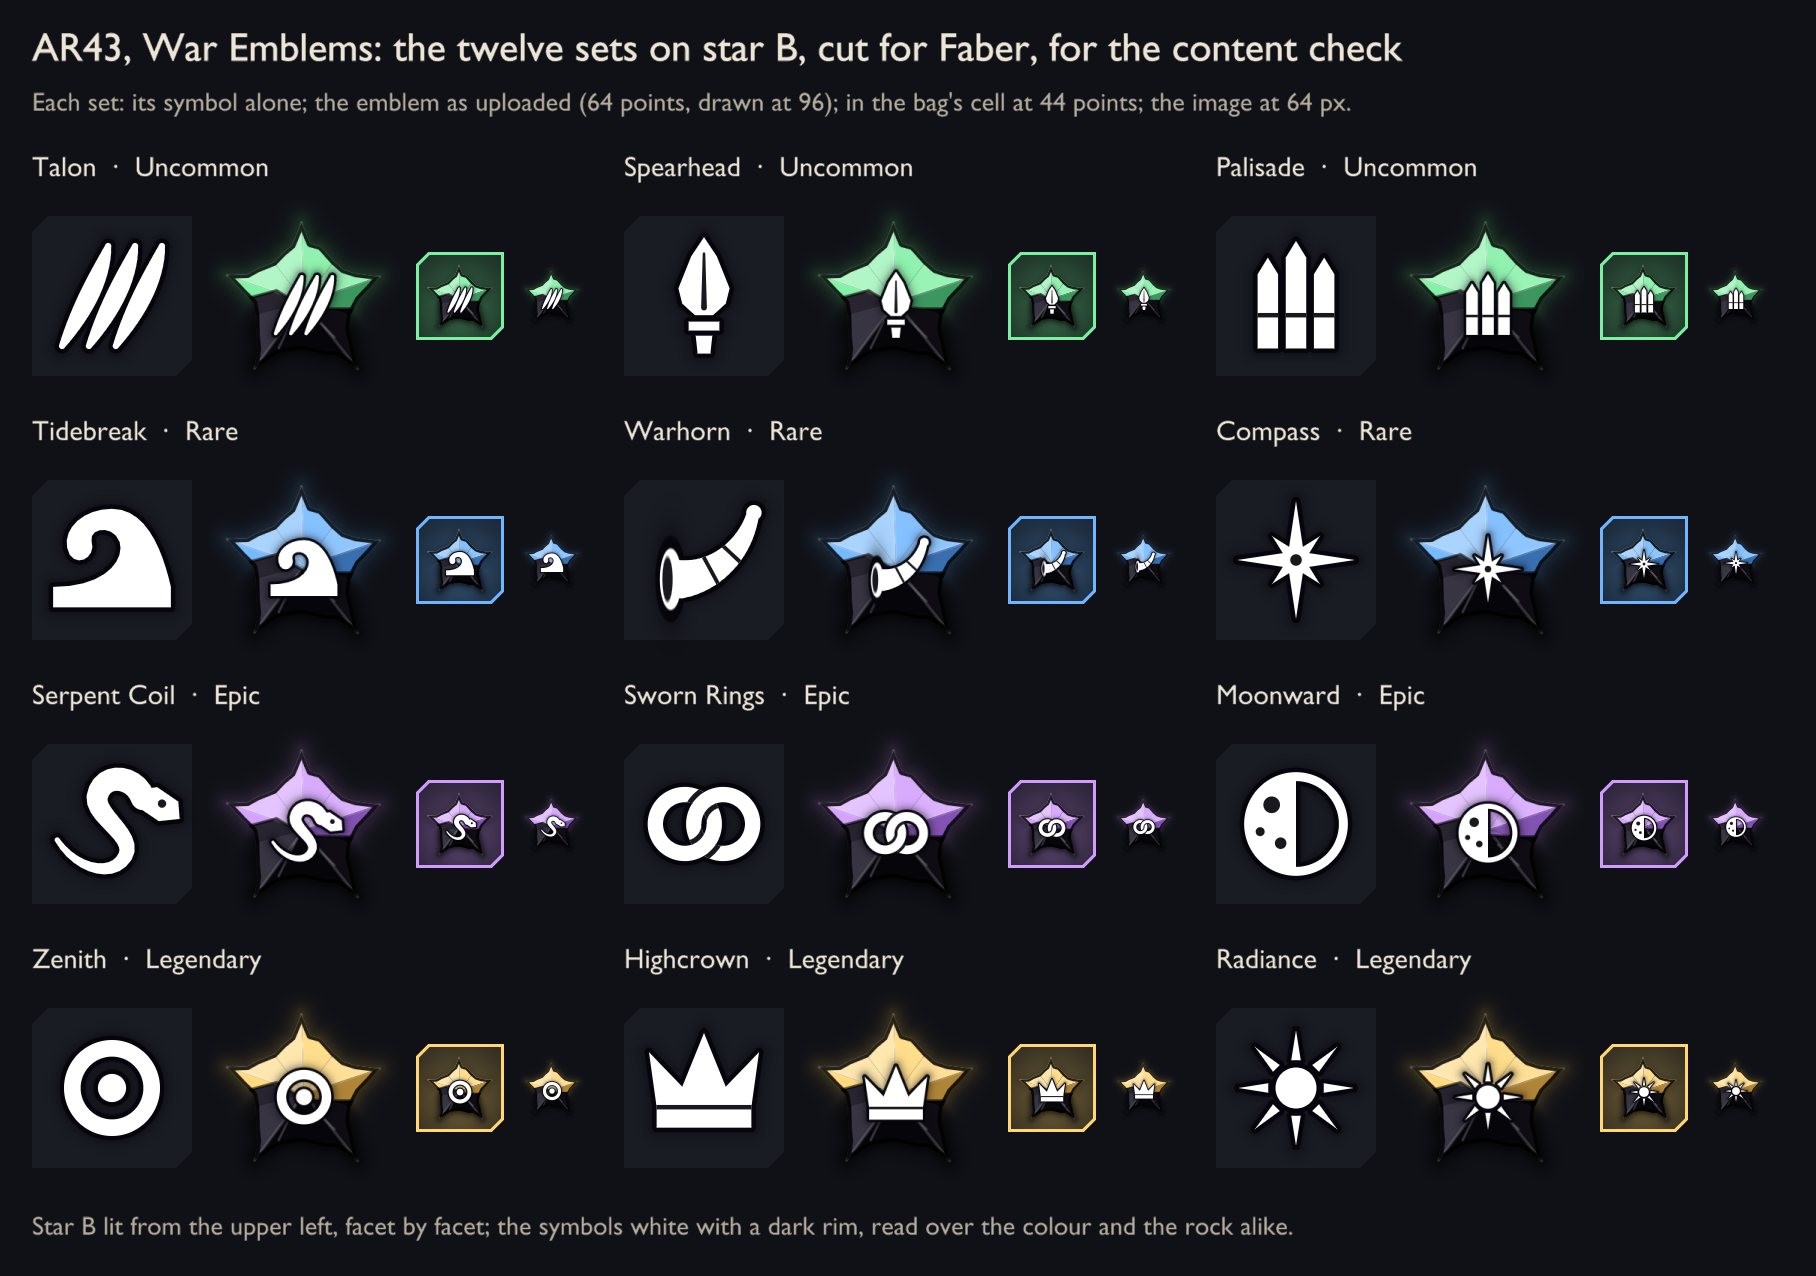 AR43, War Emblems: the twelve sets on star B, cut for Faber, for the content check
Each set: its symbol alone; the emblem as uploaded (64 points, drawn at 96); in the bag's cell at 44 points; the image at 64 px.
Talon · Uncommon
Spearhead · Uncommon
Palisade · Uncommon
Tidebreak · Rare
Warhorn · Rare
Compass · Rare
Serpent Coil · Epic
Sworn Rings · Epic
Moonward · Epic
Zenith · Legendary
Highcrown · Legendary
Radiance · Legendary
Star B lit from the upper left, facet by facet; the symbols white with a dark rim, read over the colour and the rock alike.